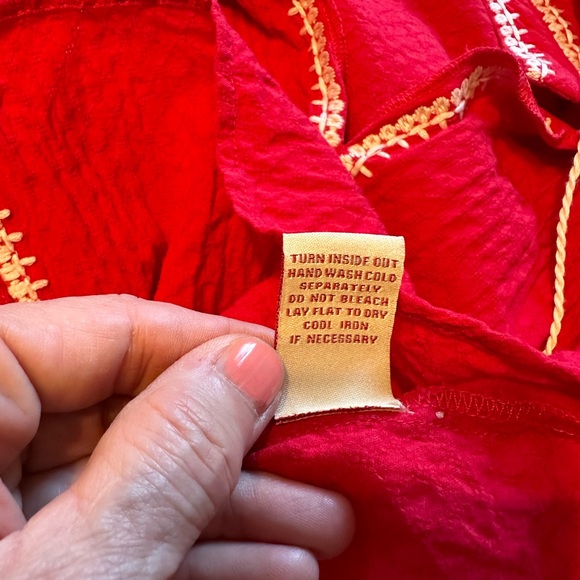 TURN INSIDE OUT
HAND WASH COLD
SEPARATELY
DO NOT BLEACH
LAY FLAT TO DRY
COOL IRON
IF NECESSARY